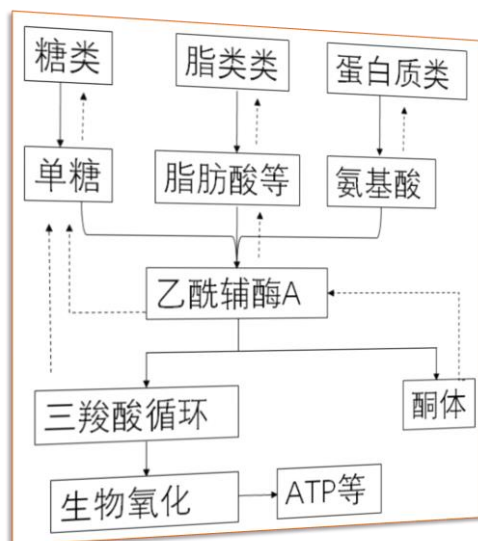 糖类
脂类类
蛋白质类
单糖
脂肪酸等
氨基酸
乙酰辅酶A
三羧酸循环
酮体
生物氧化
ATP等